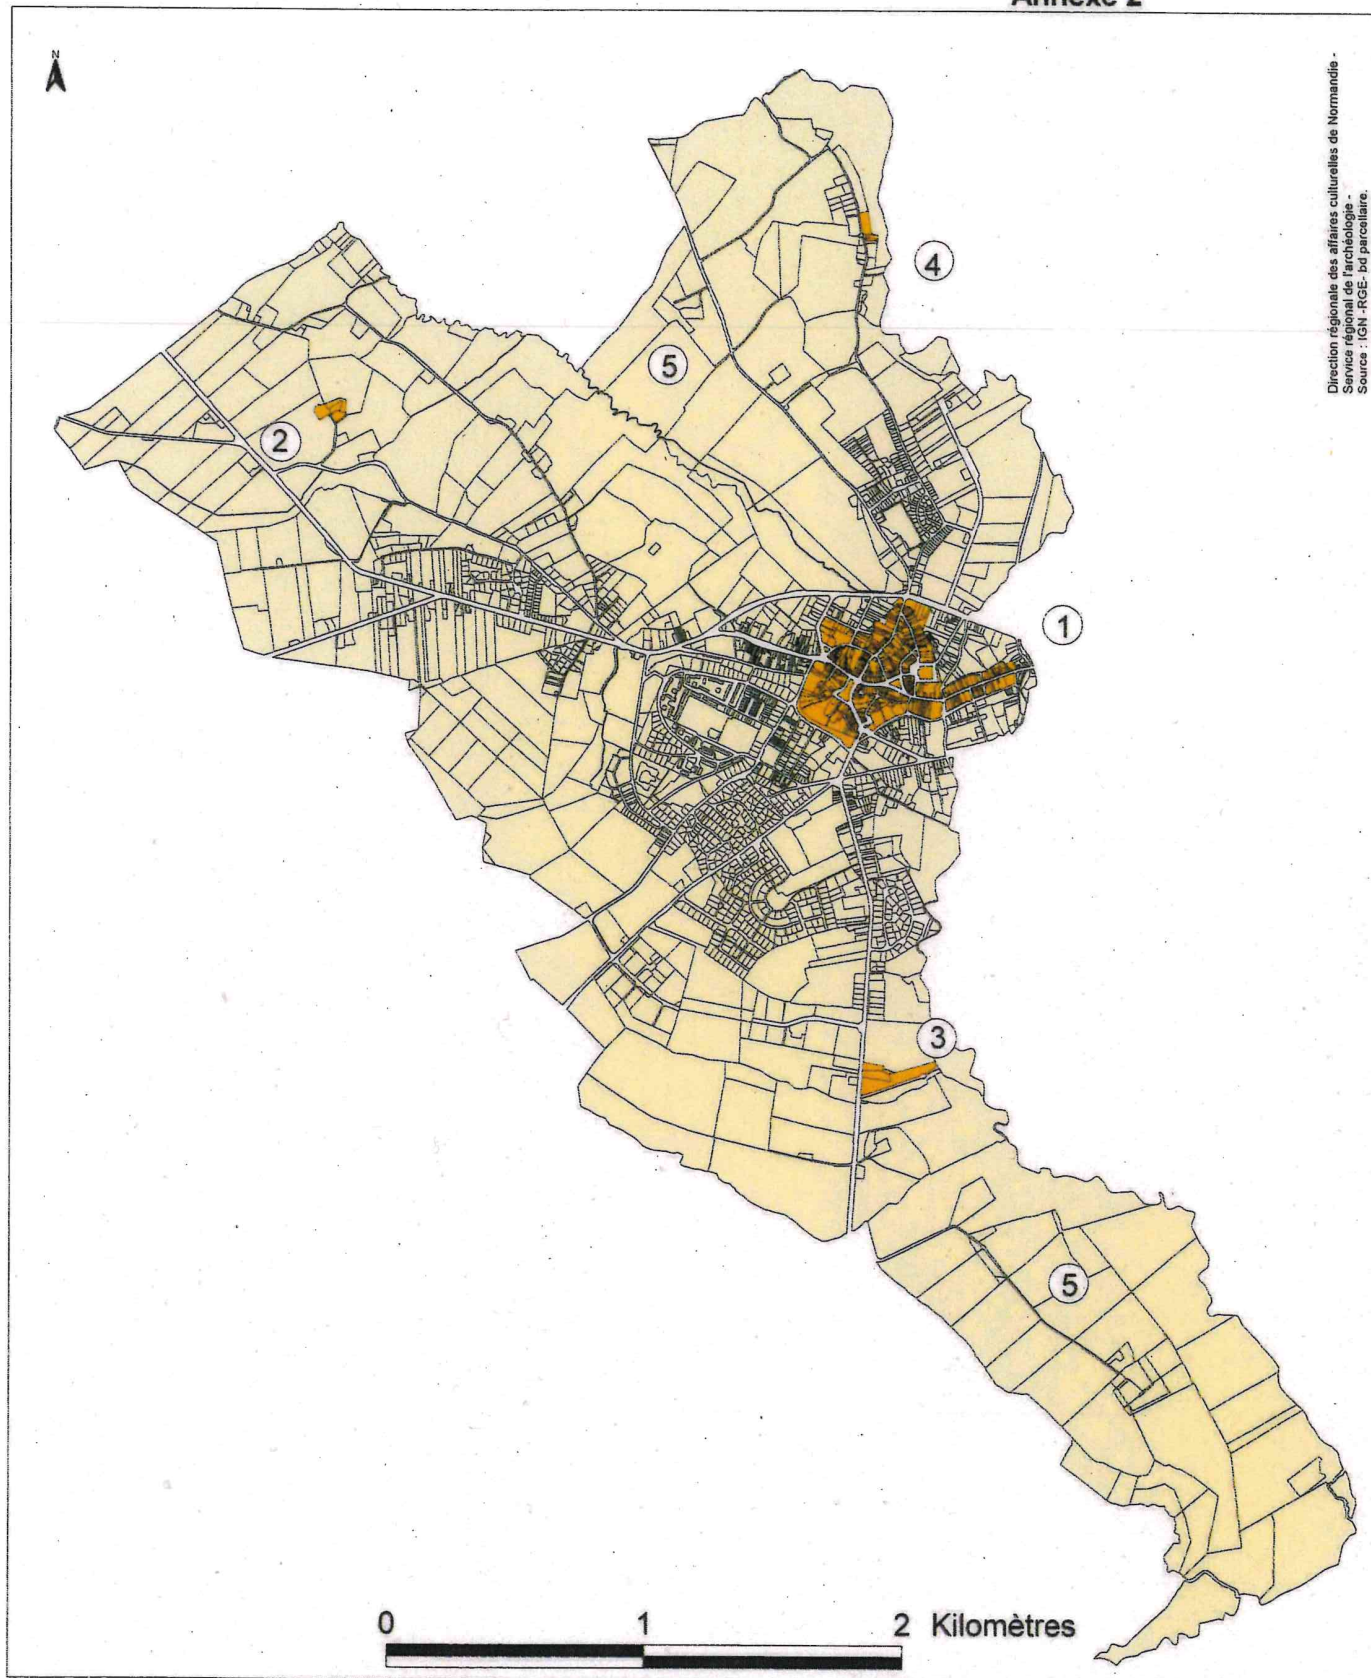 Annexe 2
N
Direction régionale des affaires culturelles de Normandie -
Service régional de l'archéologie -
Source : IGN -RGE- bd parcellaire.
4
5
2
1
3
5
0 1 2 Kilomètres